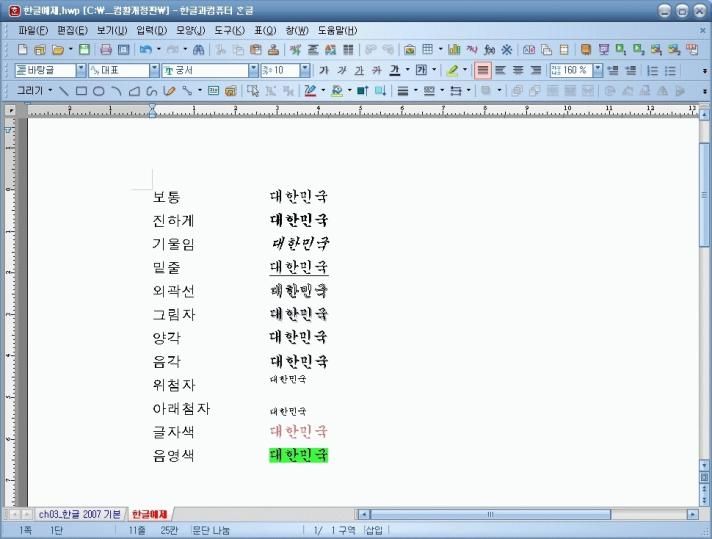 한글예제.hwp [C:\...컴활개정판\] - 한글과컴퓨터 한글
파일(F) 편집(E) 보기(U) 입력(D) 모양(J) 도구(K) 표(Q) 창(W) 도움말(H)
바탕글 대표 궁서 10 가 가 가 가 가 가 가 160 %
그리기
보통 대한민국
진하게 대한민국
기울임 대한민국
밑줄 대한민국
외곽선 대한민국
그림자 대한민국
양각 대한민국
음각 대한민국
위첨자 대한민국
아래첨자 대한민국
글자색 대한민국
음영색 대한민국
ch03_한글 2007 기본 한글예제
1쪽 1단 11줄 25칸 문단 나눔 1/ 1 구역 삽입